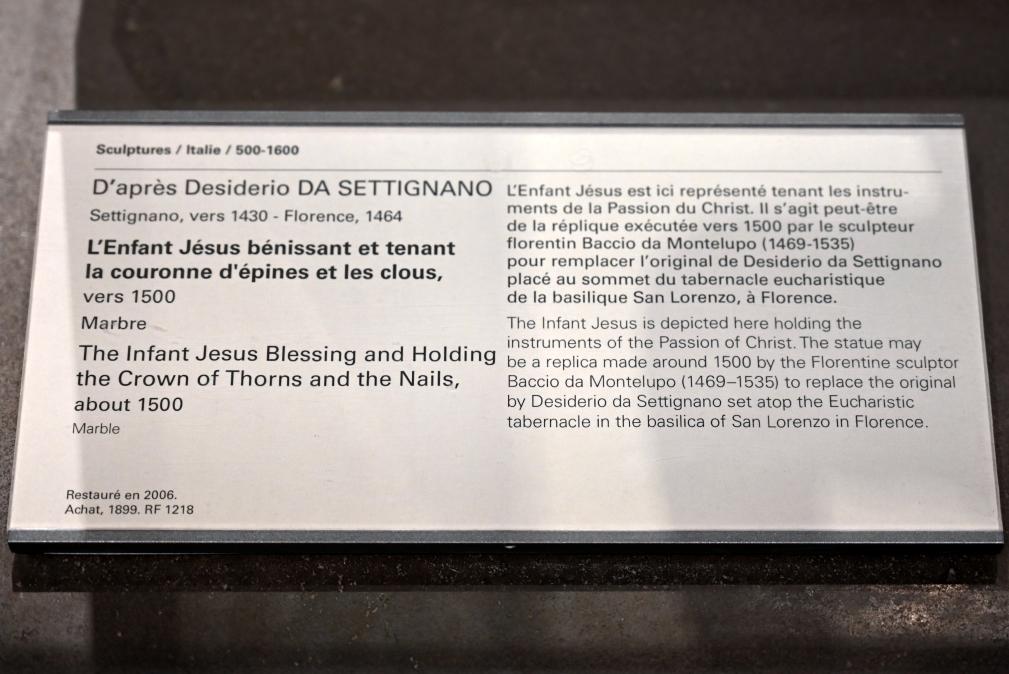 Sculptures / Italie / 500-1600
D'après Desiderio DA SETTIGNANO
Settignano, vers 1430 - Florence, 1464
L'Enfant Jésus bénissant et tenant
la couronne d'épines et les clous,
vers 1500
Marbre
The Infant Jesus Blessing and Holding
the Crown of Thorns and the Nails,
about 1500
Marble
Restauré en 2006.
Achat, 1899. RF 1218
L'Enfant Jésus est ici représenté tenant les instru-
ments de la Passion du Christ. Il s'agit peut-être
de la réplique exécutée vers 1500 par le sculpteur
florentin Baccio da Montelupo (1469-1535)
pour remplacer l'original de Desiderio da Settignano
placé au sommet du tabernacle eucharistique
de la basilique San Lorenzo, à Florence.
The Infant Jesus is depicted here holding the
instruments of the Passion of Christ. The statue may
be a replica made around 1500 by the Florentine sculptor
Baccio da Montelupo (1469–1535) to replace the original
by Desiderio da Settignano set atop the Eucharistic
tabernacle in the basilica of San Lorenzo in Florence.